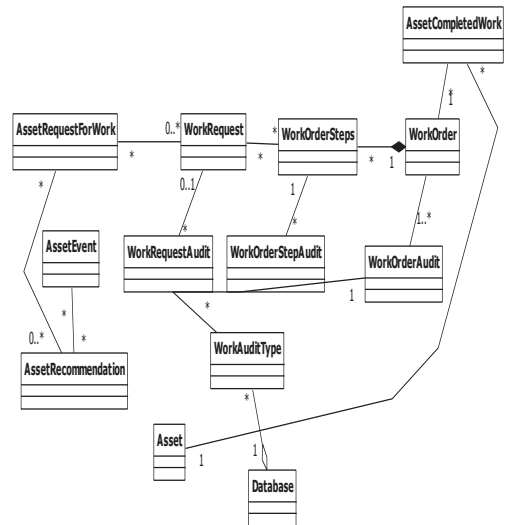 AssetCompletedWork
*
*
1
AssetRequestForWork
0..*
WorkRequest
*
WorkOrderSteps
WorkOrder
*
*
*
1
*
0..1
1
*
*
1..*
AssetEvent
WorkRequestAudit
WorkOrderStepAudit
WorkOrderAudit
*
1
*
*
0..*
WorkAuditType
AssetRecommendation
*
Asset
1
1
Database